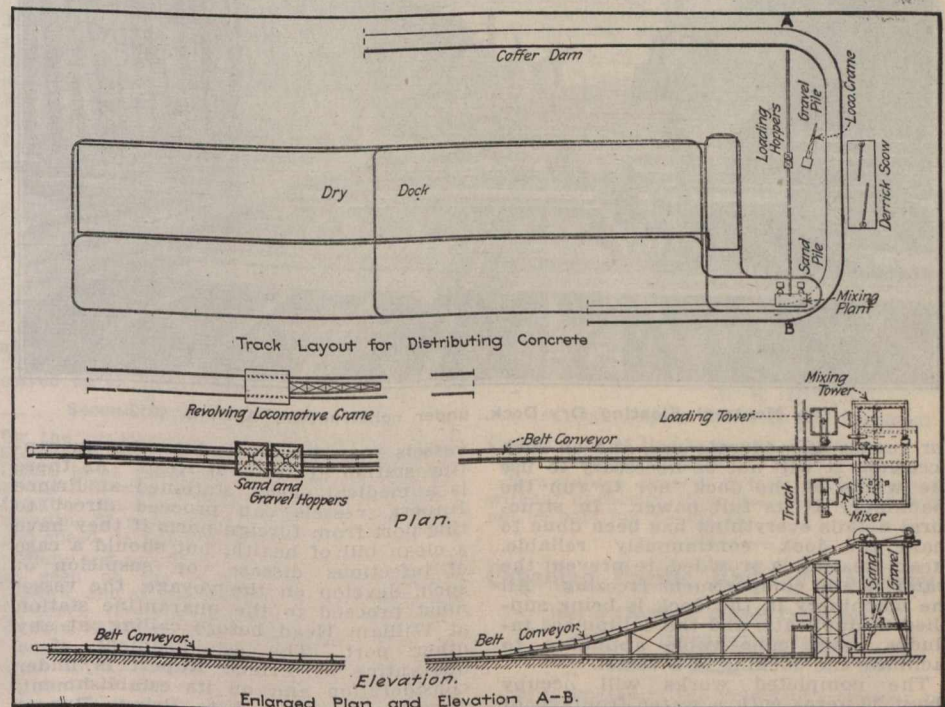 A
Coffer Dam
Loading
Hoppers
Gravel
Pile
Loco. Crane
Dry Dock
Derrick Scow
Sand
Pile
Mixing
Plant
B
Track Layout for Distributing Concrete
Revolving Locomotive Crane
Mixing
Tower
Loading Tower
Belt Conveyor
Sand and
Gravel Hoppers
Track
Mixer
Plan.
Sand
Gravel
Belt Conveyor
Belt Conveyor
Elevation.
Enlarged Plan and Elevation A-B.